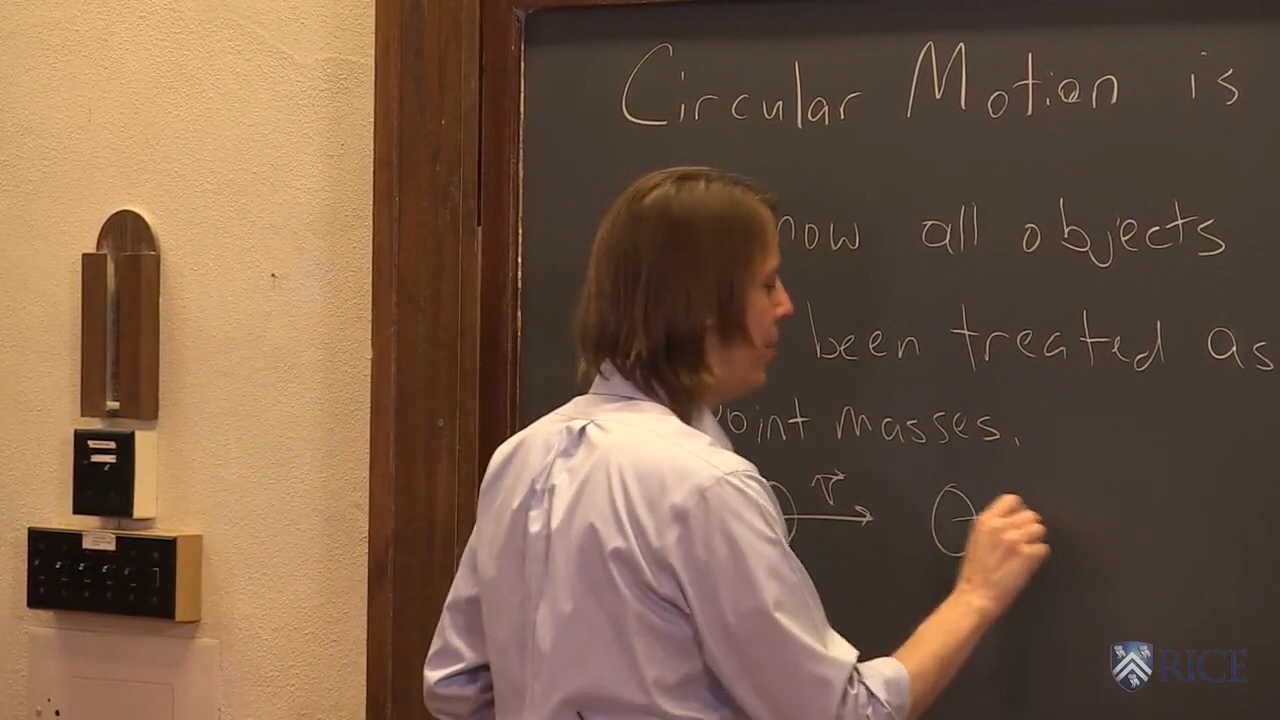 Circular Motion is
now all objects
been treated as
point masses.
v
RICE